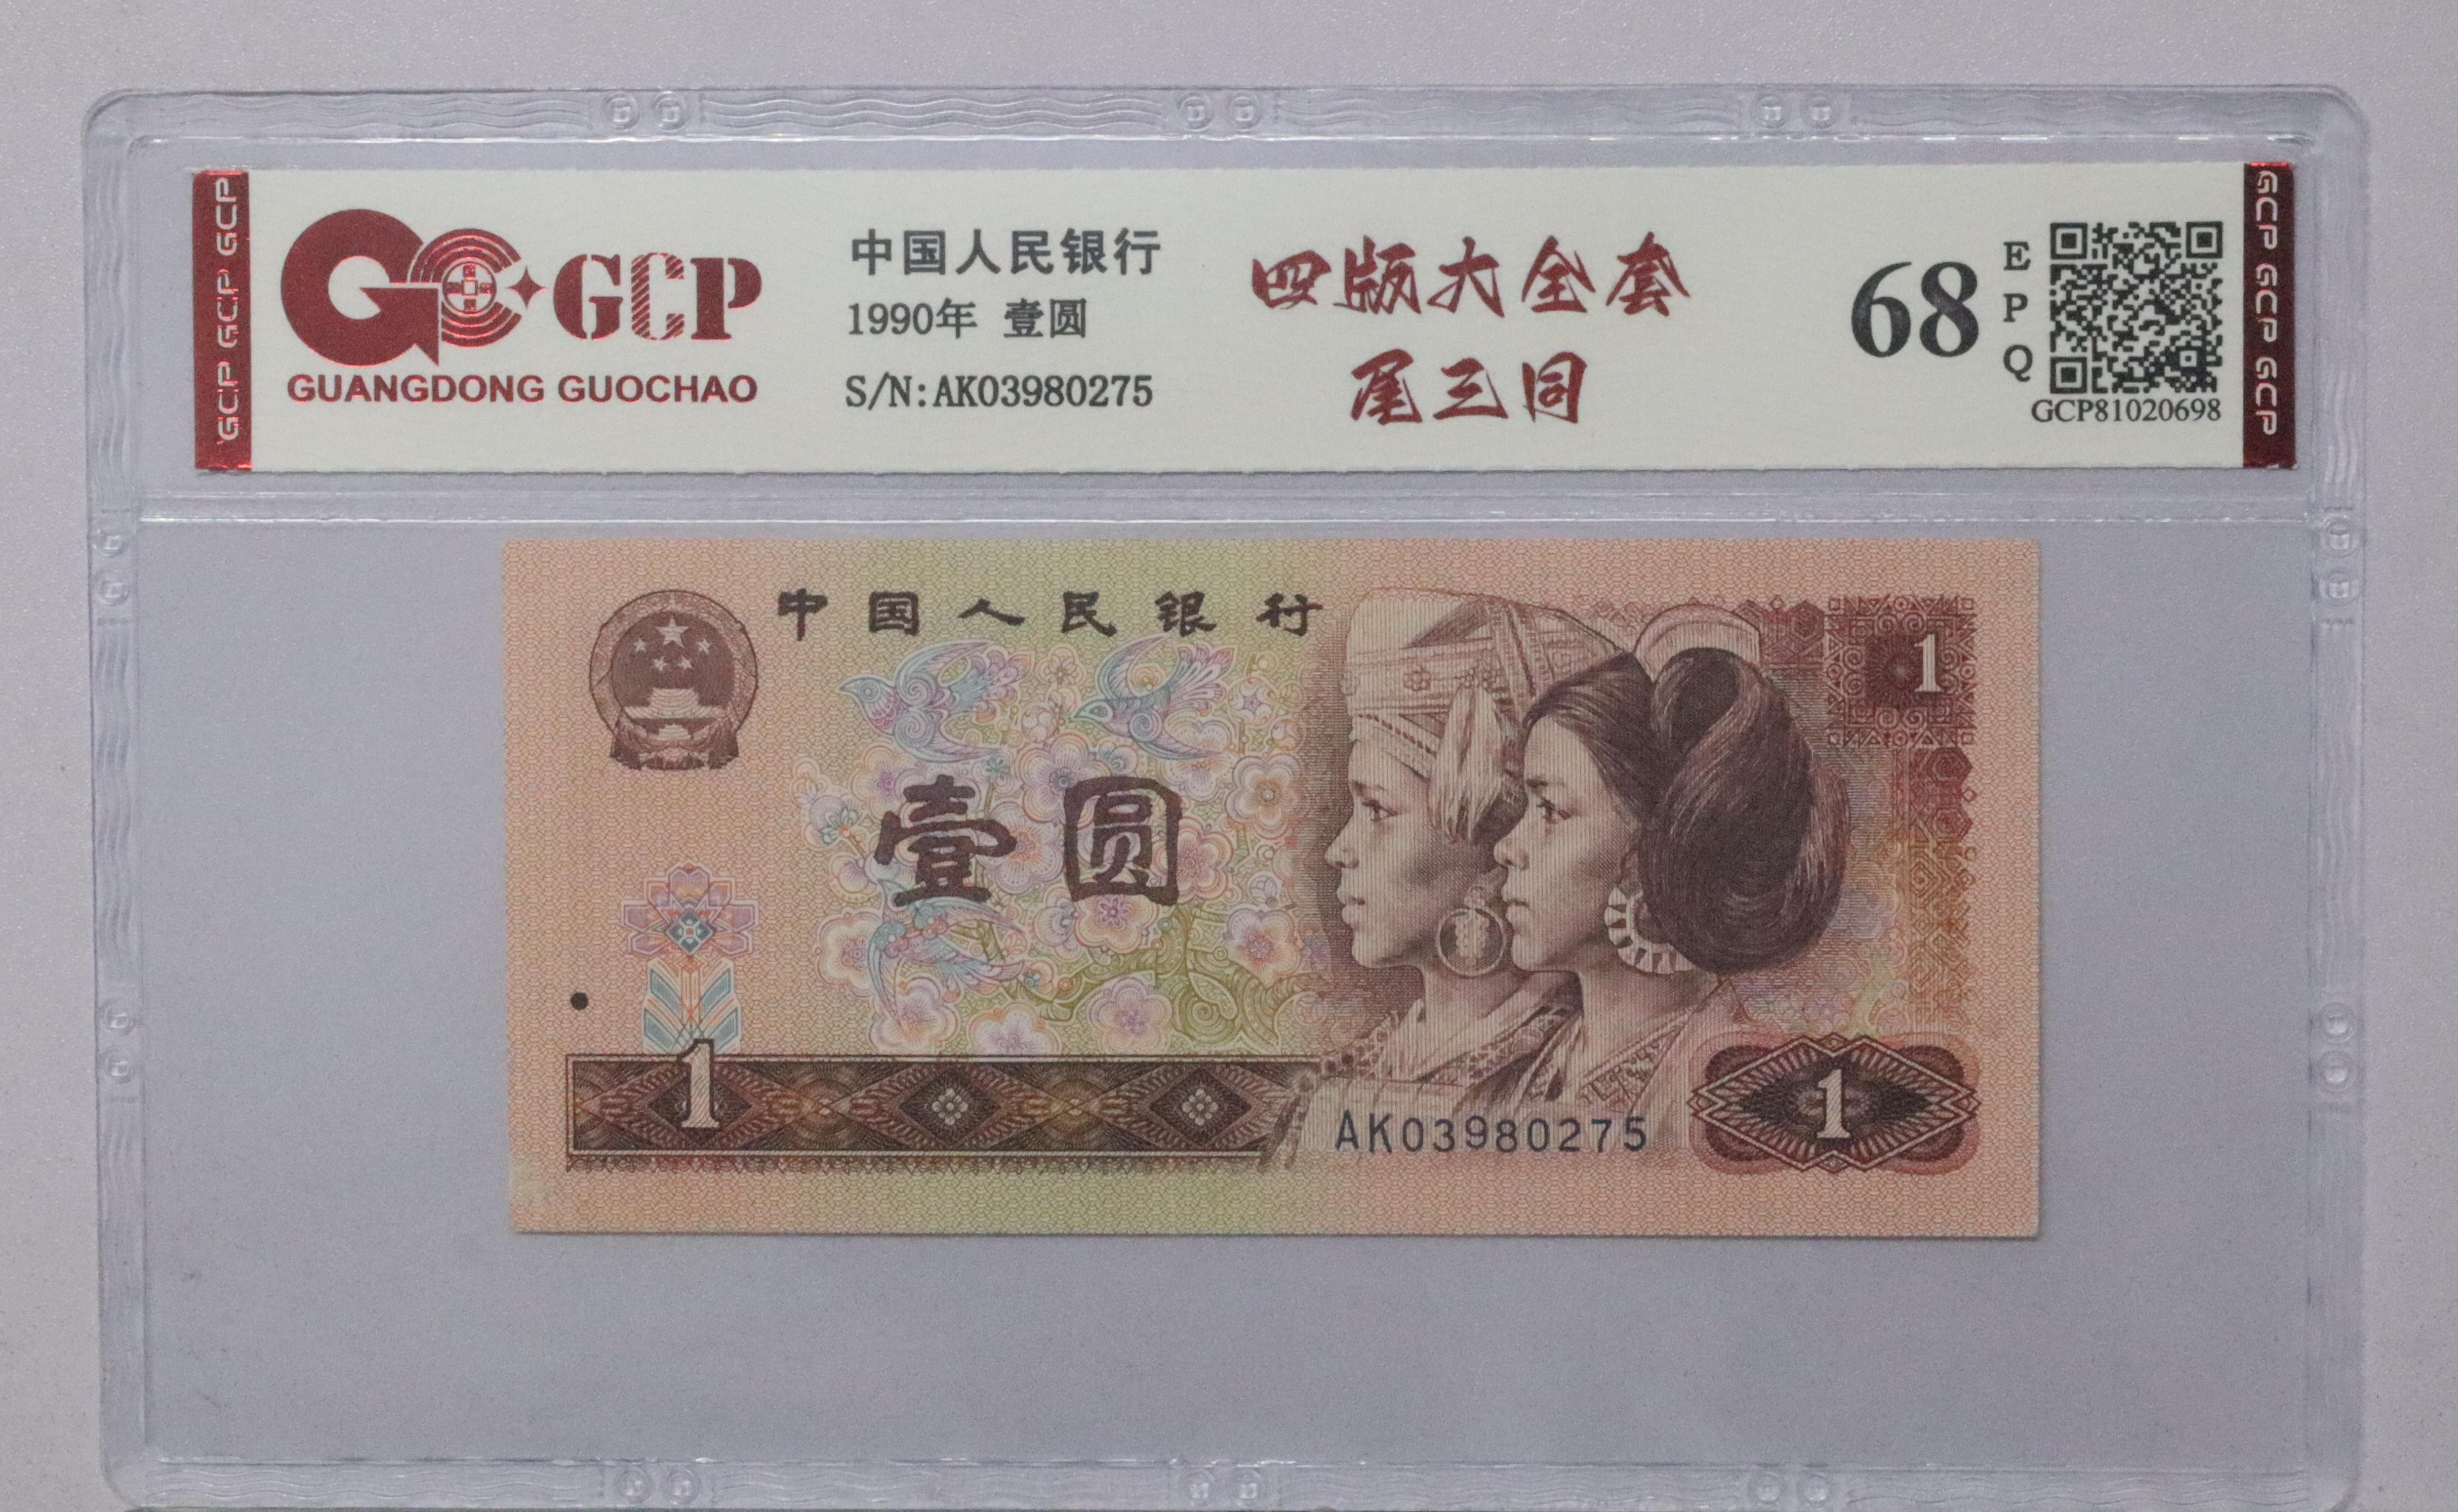 GCP GCP GCP
GCP
GUANGDONG GUOCHAO
中国人民银行
1990年 壹圆
S/N:AK03980275
四版大全套
尾三同
68
E
P
Q
GCP81020698
GCP GCP GCP
中国人民银行
1
壹圆
1
AK03980275
1